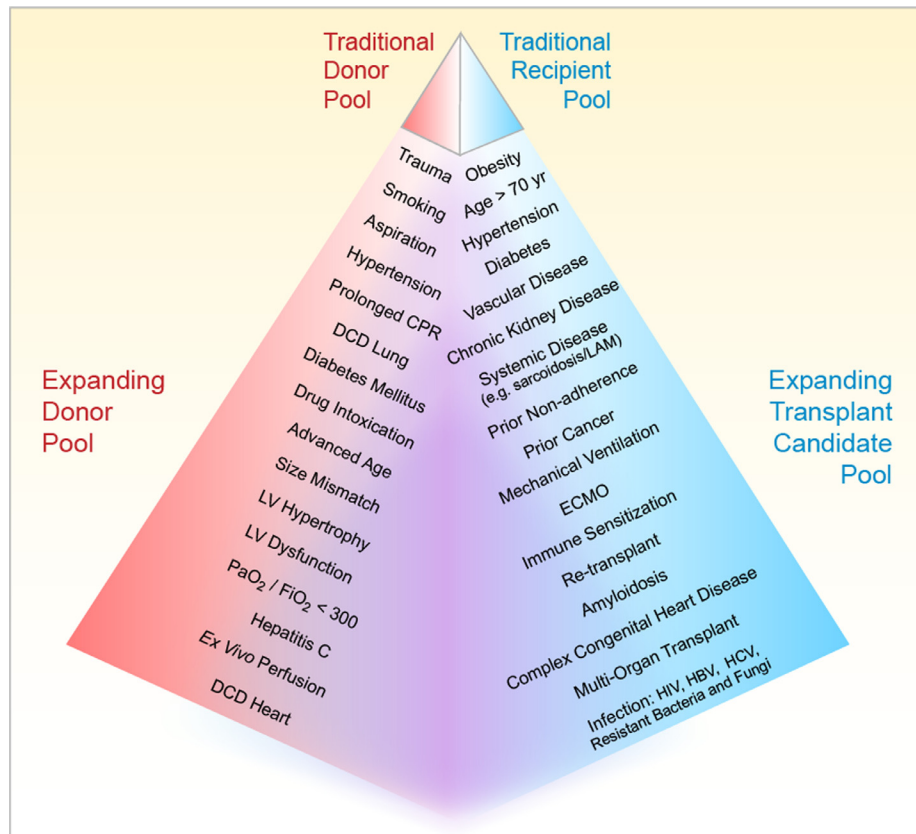 Traditional
Donor
Pool
Traditional
Recipient
Pool
Expanding
Donor
Pool
Trauma
Smoking
Aspiration
Hypertension
Prolonged CPR
DCD Lung
Diabetes Mellitus
Drug Intoxication
Advanced Age
Size Mismatch
LV Hypertrophy
LV Dysfunction
PaO₂ / FiO₂ < 300
Hepatitis C
Ex Vivo Perfusion
DCD Heart
Obesity
Age > 70 yr
Hypertension
Diabetes
Vascular Disease
Chronic Kidney Disease
Systemic Disease
(e.g. sarcoidosis/LAM)
Prior Non-adherence
Prior Cancer
Mechanical Ventilation
ECMO
Immune Sensitization
Re-transplant
Amyloidosis
Complex Congenital Heart Disease
Multi-Organ Transplant
Infection: HIV, HBV, HCV,
Resistant Bacteria and Fungi
Expanding
Transplant
Candidate
Pool